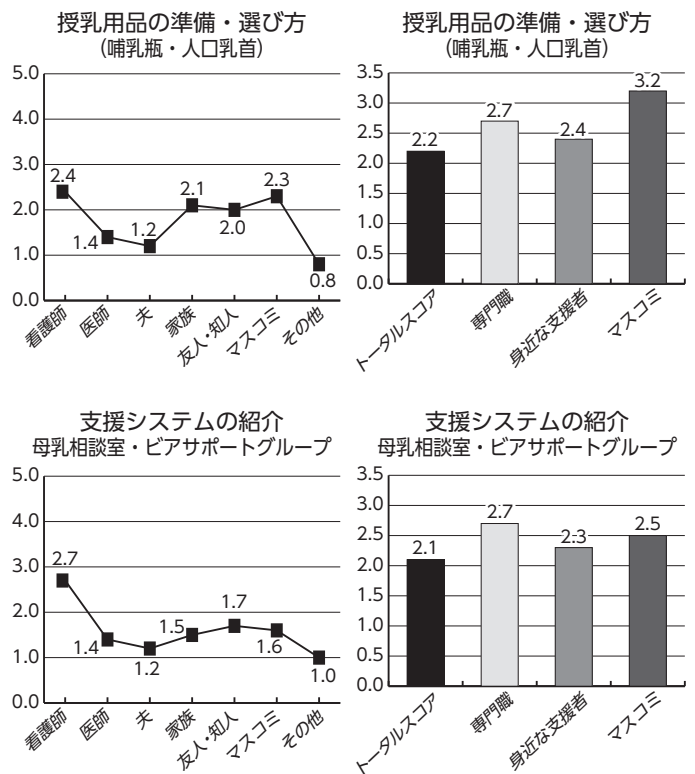 授乳用品の準備・選び方
(哺乳瓶・人口乳首)
5.0
4.0
3.0
2.0
1.0
0.0
2.4
1.4
1.2
2.1
2.0
2.3
0.8
看護師
医師
夫
家族
友人・知人
マスコミ
その他
授乳用品の準備・選び方
(哺乳瓶・人口乳首)
3.5
3.0
2.5
2.0
1.5
1.0
0.5
0.0
2.2
2.7
2.4
3.2
トータルスコア
専門職
身近な支援者
マスコミ
支援システムの紹介
母乳相談室・ビアサポートグループ
5.0
4.0
3.0
2.0
1.0
0.0
2.7
1.4
1.2
1.5
1.7
1.6
1.0
看護師
医師
夫
家族
友人・知人
マスコミ
その他
支援システムの紹介
母乳相談室・ビアサポートグループ
3.5
3.0
2.5
2.0
1.5
1.0
0.5
0.0
2.1
2.7
2.3
2.5
トータルスコア
専門職
身近な支援者
マスコミ